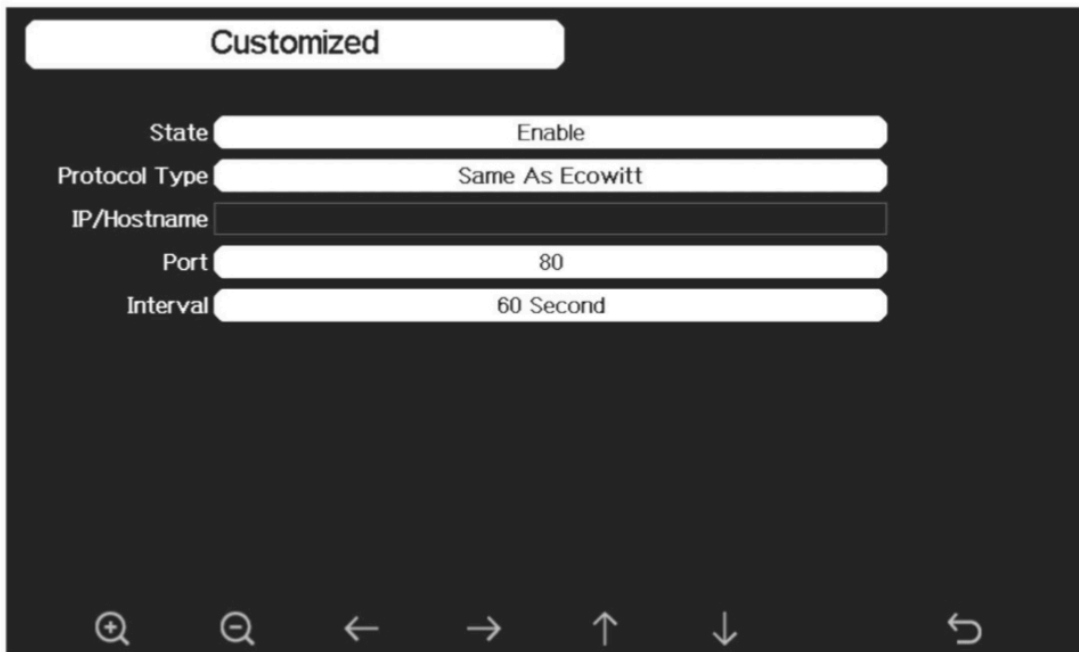 Customized
State Enable
Protocol Type Same As Ecowitt
IP/Hostname
Port 80
Interval 60 Second